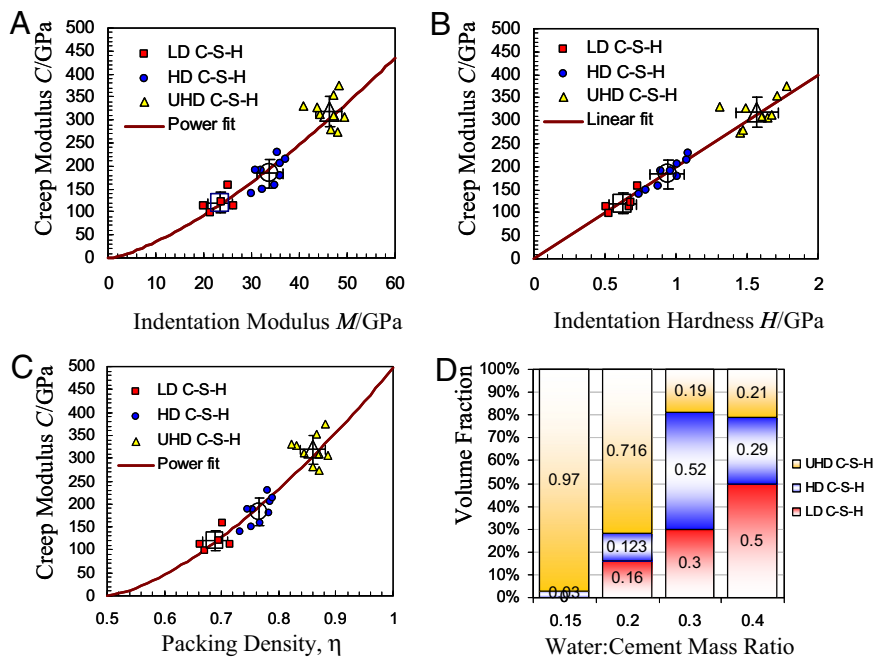 A
Creep Modulus C/GPa
500
450
400
350
300
250
200
150
100
50
0
LD C-S-H
HD C-S-H
UHD C-S-H
Power fit
0 10 20 30 40 50 60
Indentation Modulus M/GPa
B
Creep Modulus C/GPa
500
450
400
350
300
250
200
150
100
50
0
LD C-S-H
HD C-S-H
UHD C-S-H
Linear fit
0 0.5 1 1.5 2
Indentation Hardness H/GPa
C
Creep Modulus C/GPa
500
450
400
350
300
250
200
150
100
50
0
LD C-S-H
HD C-S-H
UHD C-S-H
Power fit
0.5 0.6 0.7 0.8 0.9 1
Packing Density, η
D
Volume Fraction
100%
90%
80%
70%
60%
50%
40%
30%
20%
10%
0%
0.97
0.03
0
0.716
0.123
0.16
0.19
0.52
0.3
0.21
0.29
0.5
0.15 0.2 0.3 0.4
Water:Cement Mass Ratio
UHD C-S-H
HD C-S-H
LD C-S-H